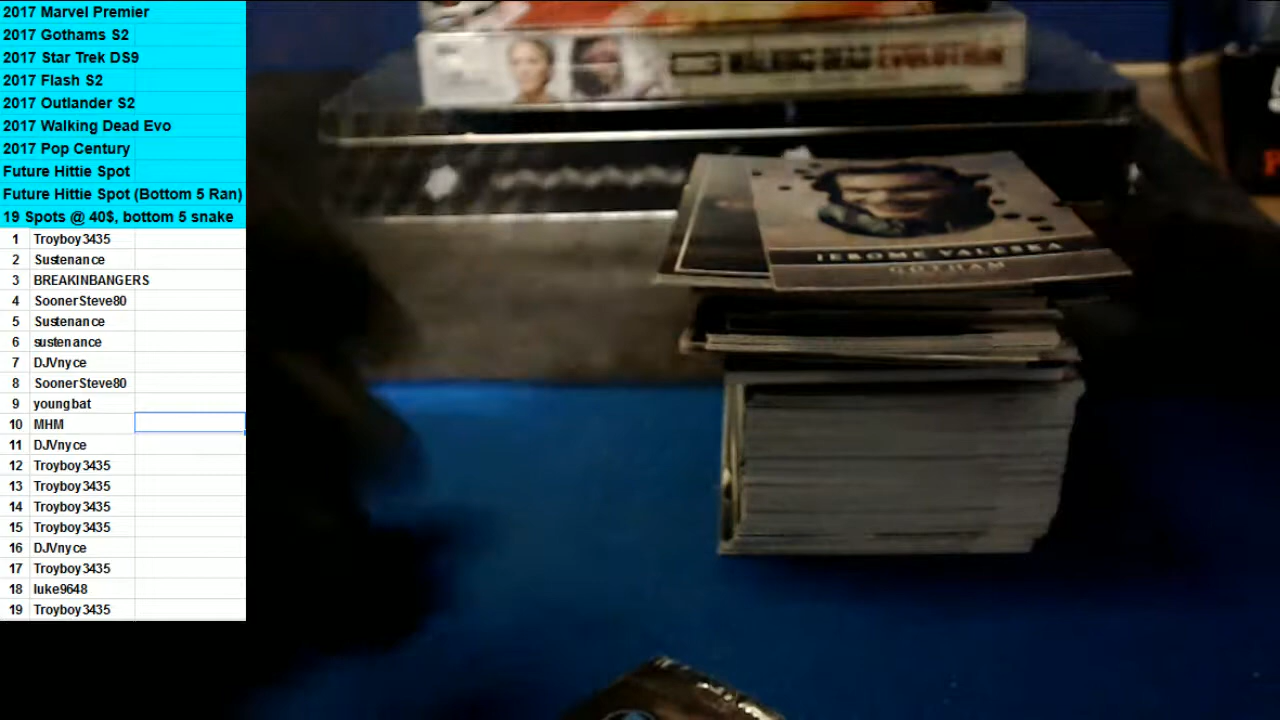 2017 Marvel Premier
2017 Gothams S2
2017 Star Trek DS9
2017 Flash S2
2017 Outlander S2
2017 Walking Dead Evo
2017 Pop Century
Future Hittie Spot
Future Hittie Spot (Bottom 5 Ran)
19 Spots @ 40$, bottom 5 snake
1 Troyboy3435
2 Sustenance
3 BREAKINBANGERS
4 SoonerSteve80
5 Sustenance
6 sustenance
7 DJVnyce
8 SoonerSteve80
9 youngbat
10 MHM
11 DJVnyce
12 Troyboy3435
13 Troyboy3435
14 Troyboy3435
15 Troyboy3435
16 DJVnyce
17 Troyboy3435
18 luke9648
19 Troyboy3435
WALKING DEAD EVOLUTION
JEROME VALESKA
GOTHAM